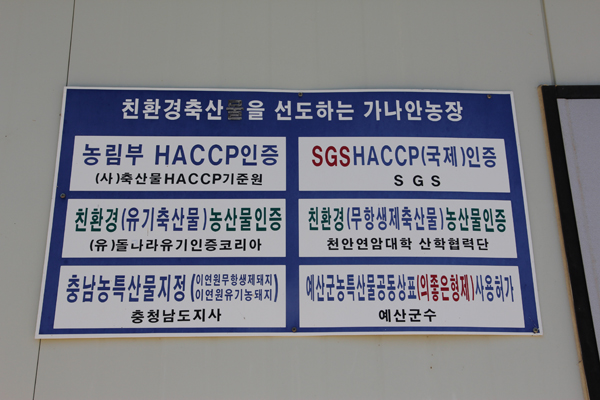 친환경축산물을 선도하는 가나안농장
농림부 HACCP인증
(사)축산물HACCP기준원
SGSHACCP(국제)인증
SGS
친환경(유기축산물)농산물인증
(유)돌나라유기인증코리아
친환경(무항생제축산물)농산물인증
천안연암대학 산학협력단
충남농특산물지정(이연원무항생제돼지)
(이연원유기농돼지)
충청남도지사
예산군농특산물공동상표(의좋은형제)사용허가
예산군수